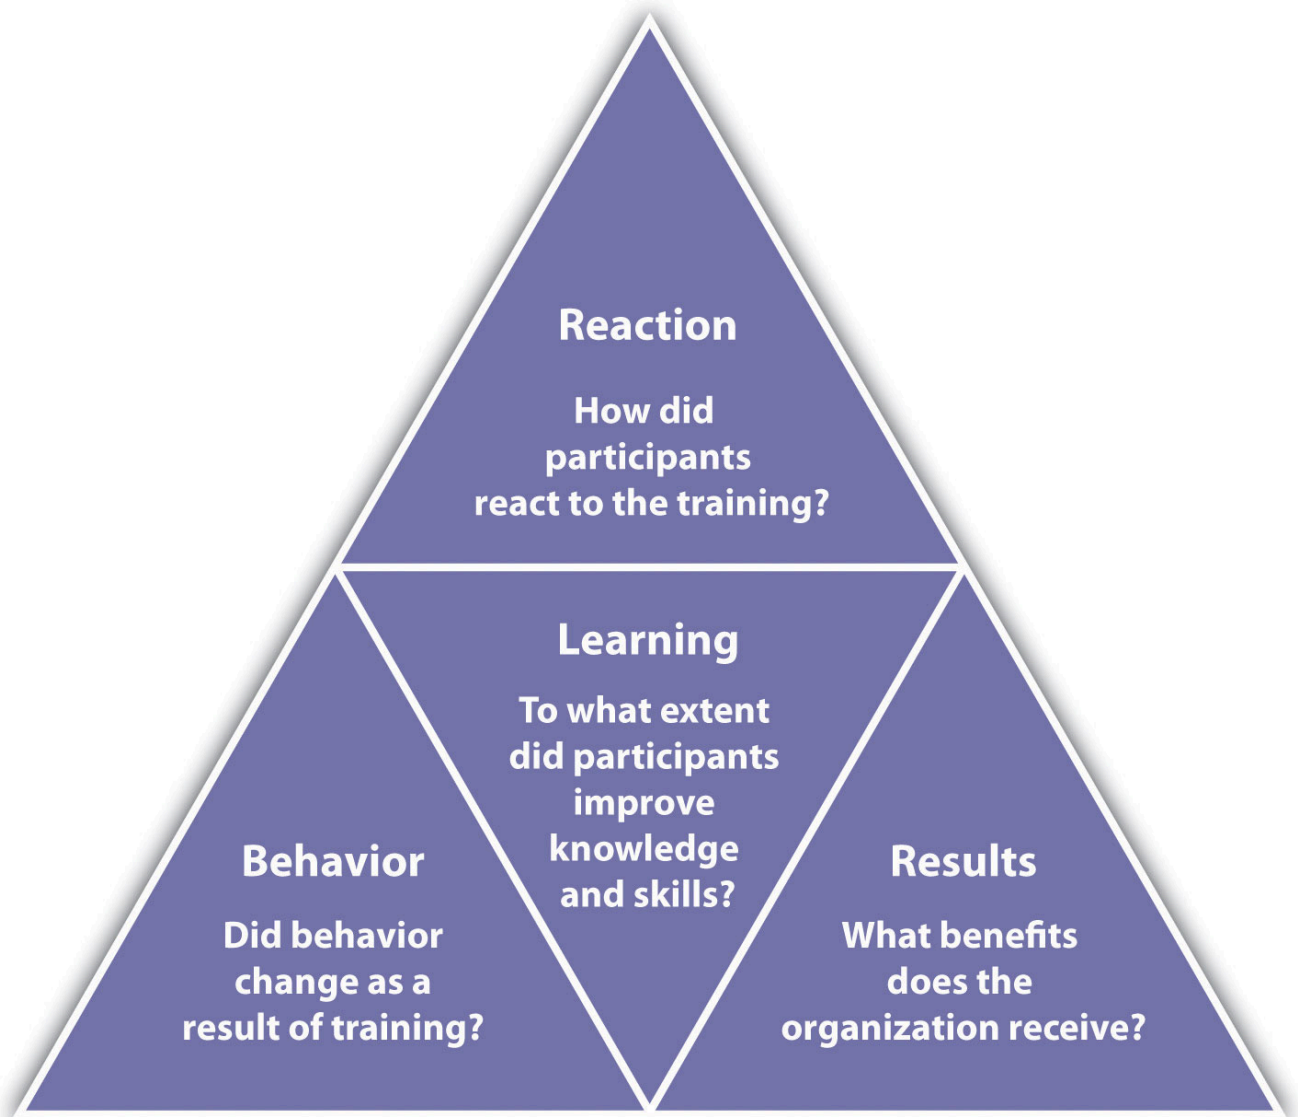 Reaction
How did
participants
react to the training?
Learning
To what extent
did participants
improve
knowledge
and skills?
Behavior
Did behavior
change as a
result of training?
Results
What benefits
does the
organization receive?